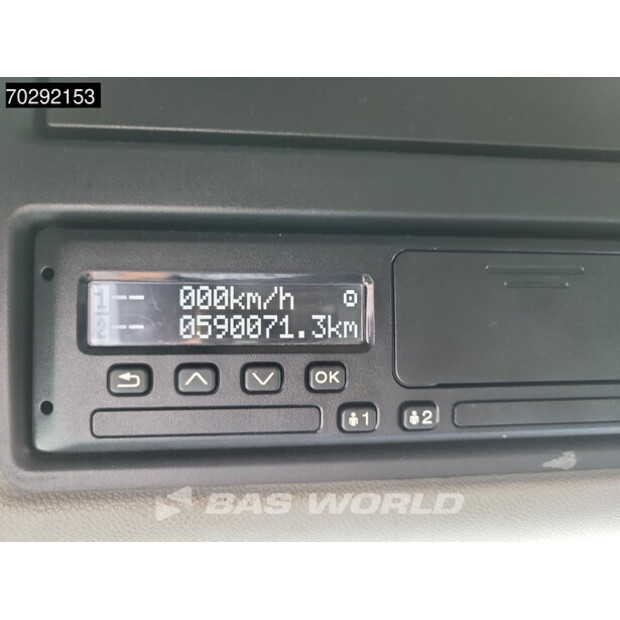 70292153
1 -- 000km/h
2 -- 0590071.3km
OK
1 2
BAS WORLD